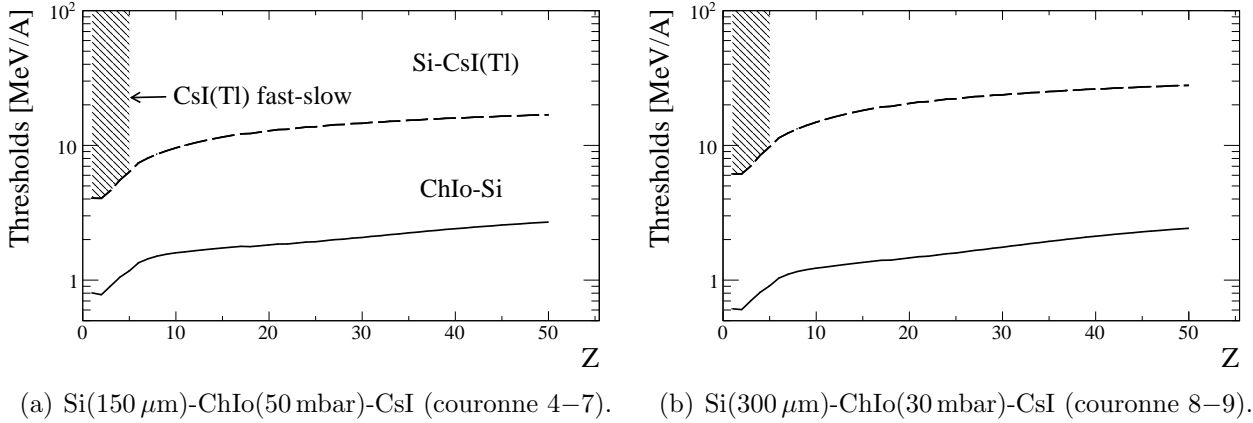 Thresholds [MeV/A]
10²
10
1
Si-CsI(Tl)
CsI(Tl) fast-slow
ChIo-Si
0 10 20 30 40 50
Z
(a) Si(150 μm)-ChIo(50 mbar)-CsI (couronne 4−7).
Thresholds [MeV/A]
10²
10
1
0 10 20 30 40 50
Z
(b) Si(300 μm)-ChIo(30 mbar)-CsI (couronne 8−9).